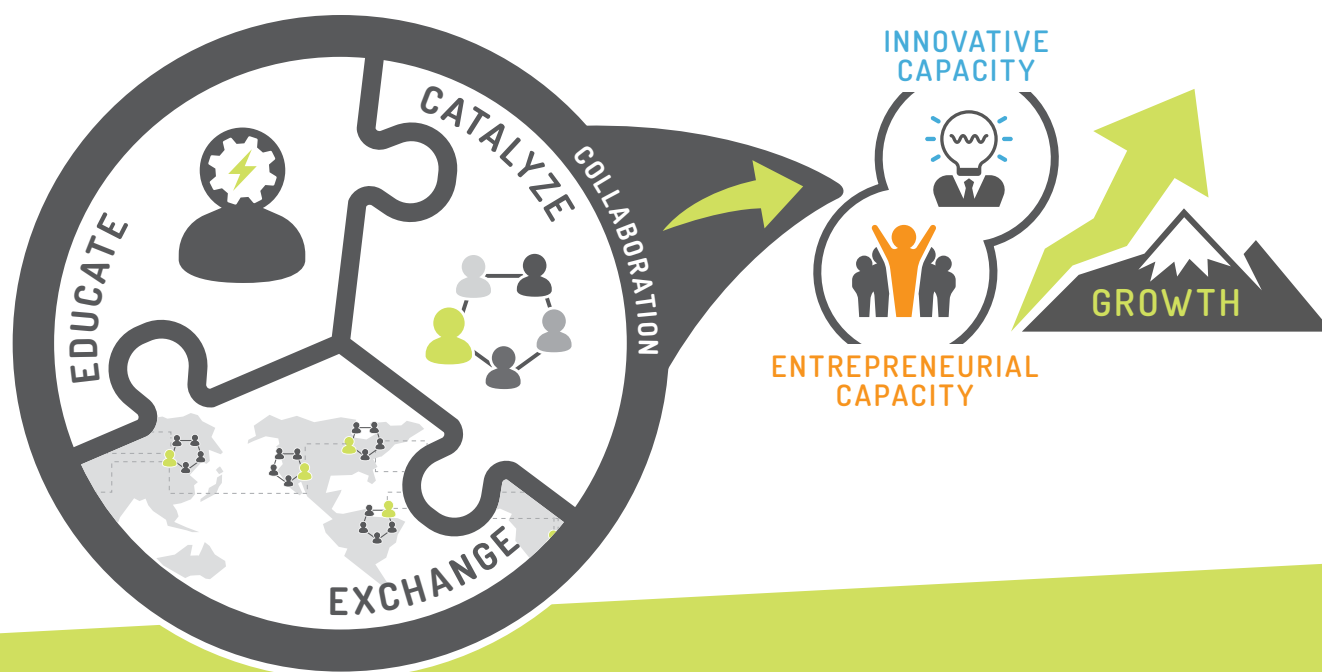 EDUCATE
CATALYZE
COLLABORATION
EXCHANGE
INNOVATIVE
CAPACITY
ENTREPRENEURIAL
CAPACITY
GROWTH